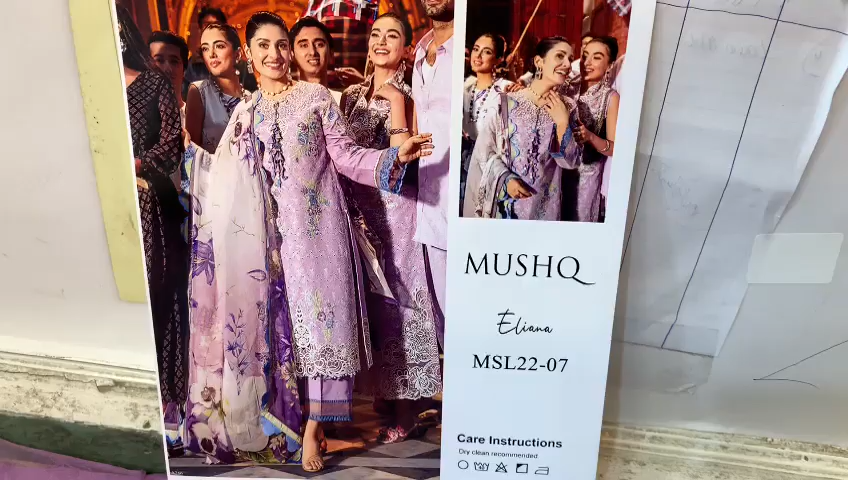 MUSHQ
Eliana
MSL22-07
Care Instructions
Dry clean recommended